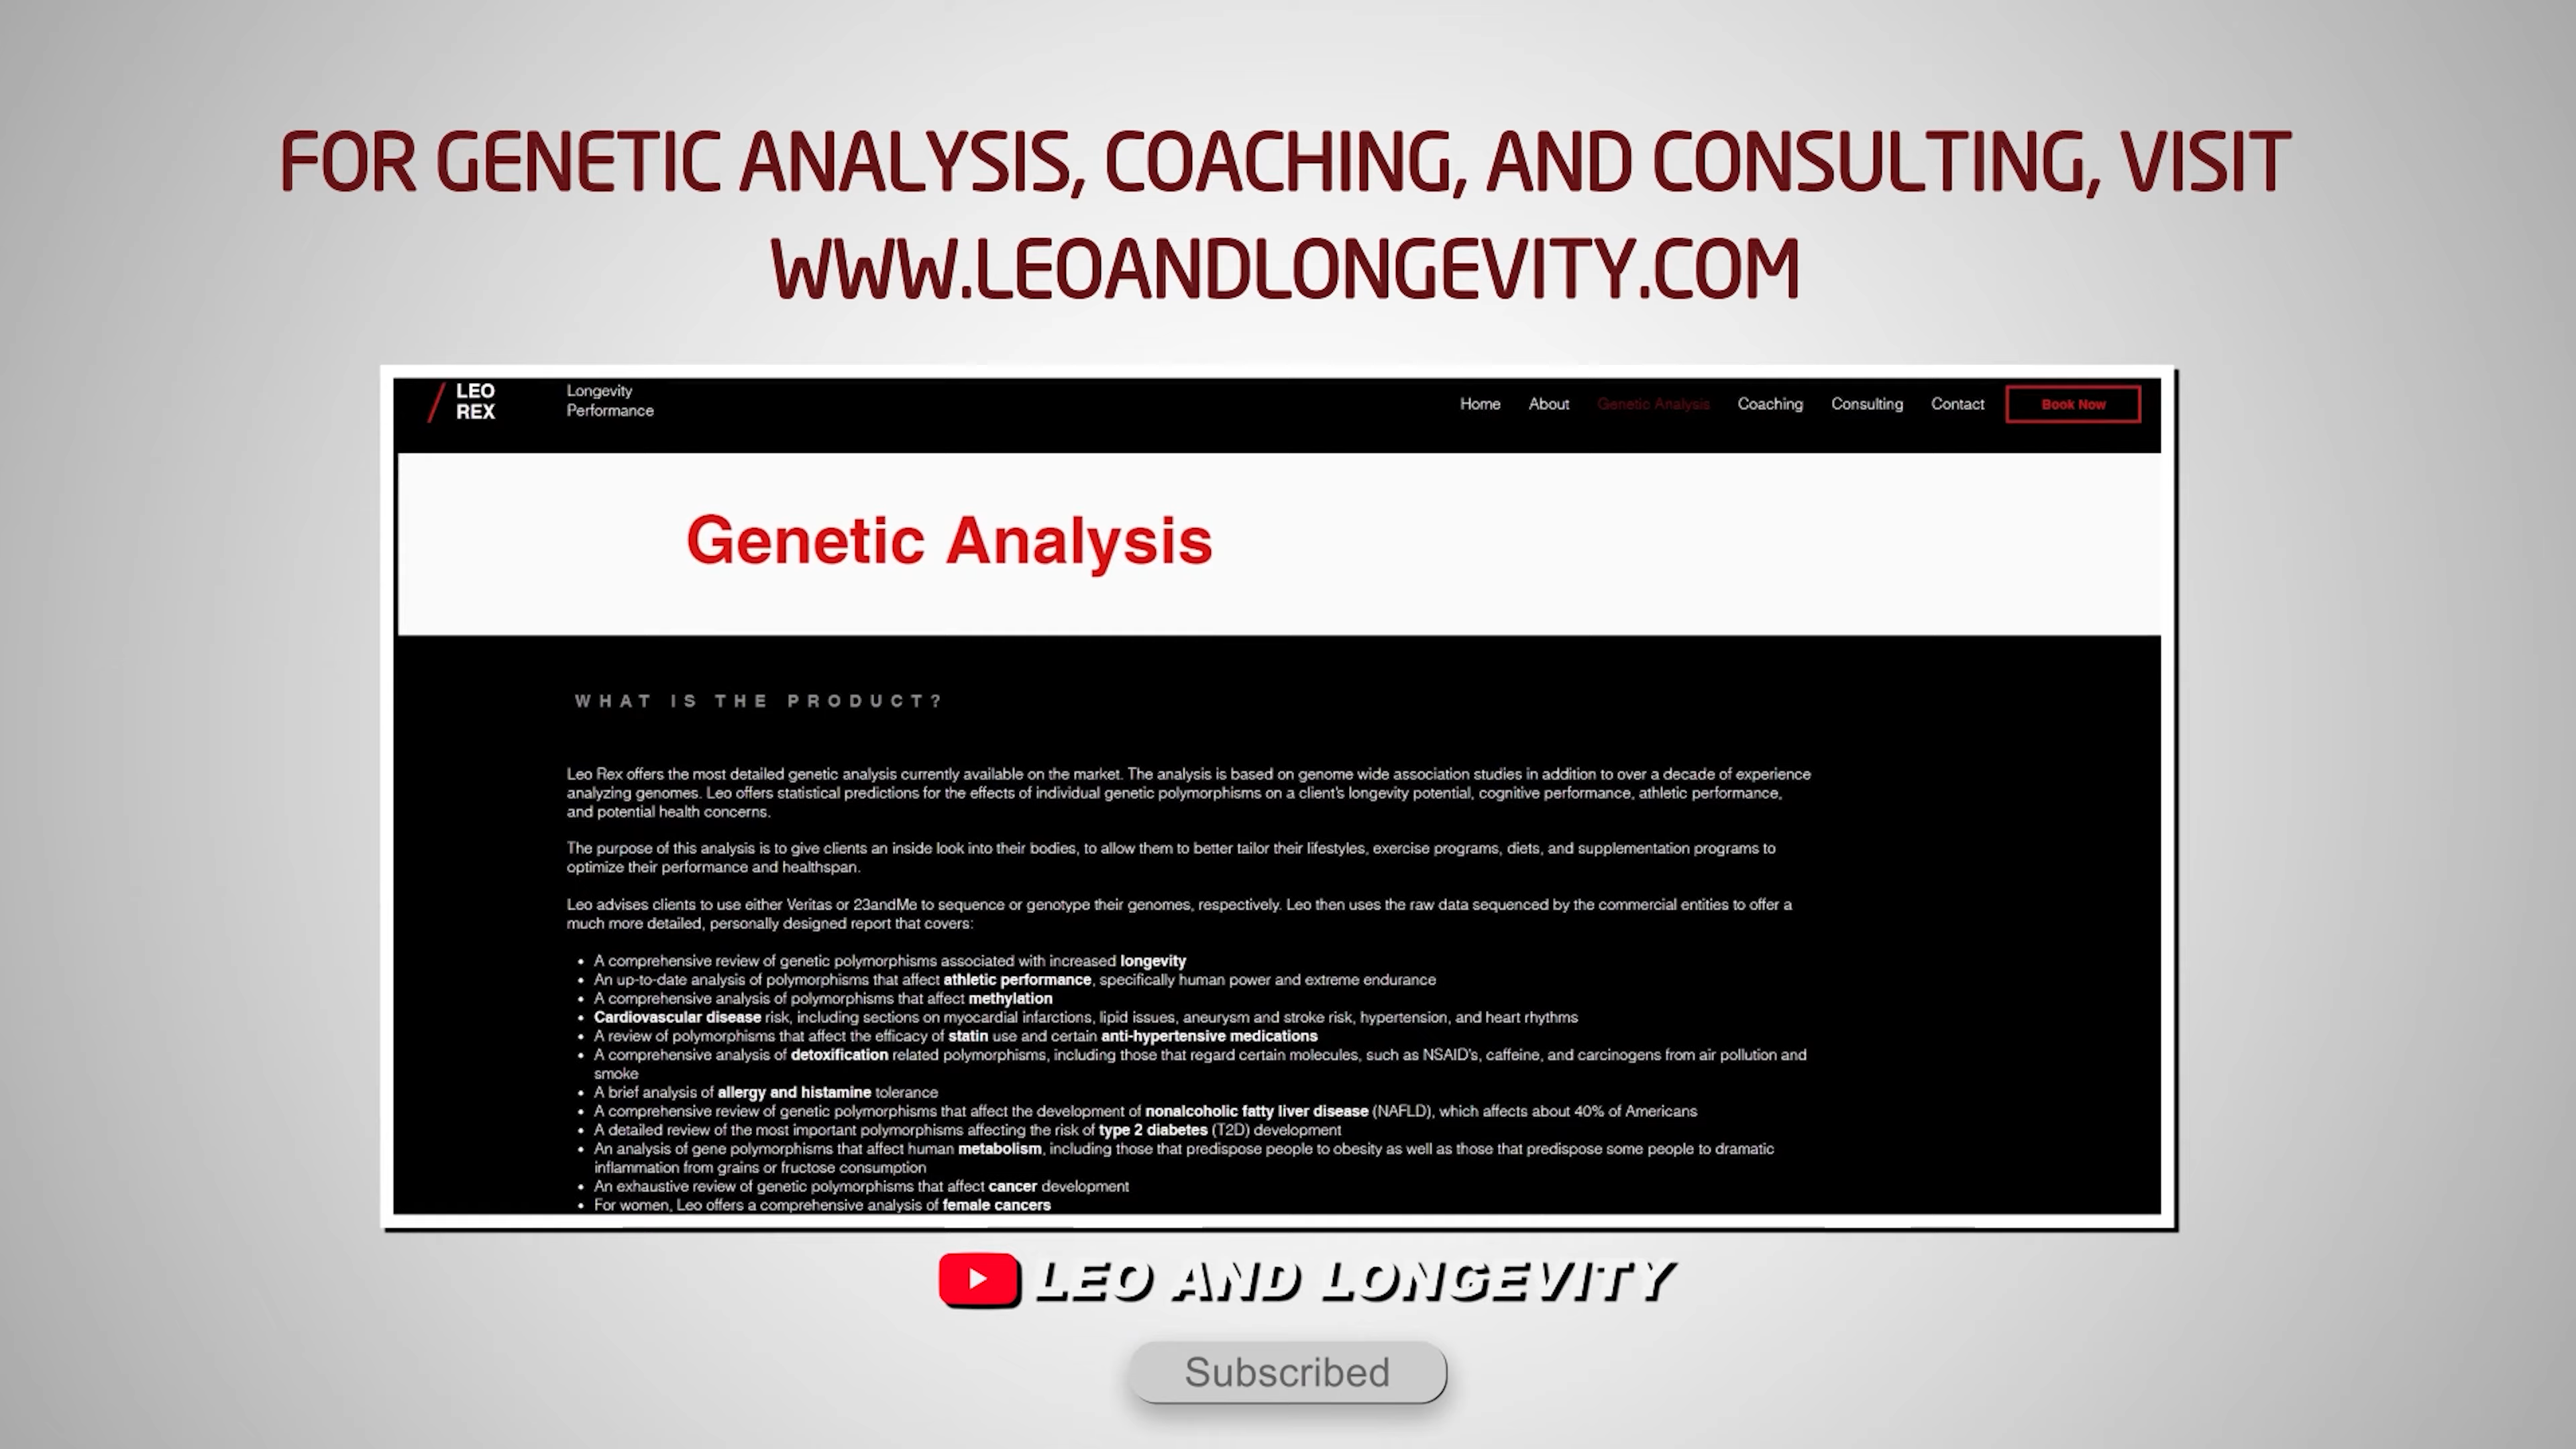 FOR GENETIC ANALYSIS, COACHING, AND CONSULTING, VISIT
WWW.LEOANDLONGEVITY.COM
LEO
REX
Longevity
Performance
Home About Genetic Analysis Coaching Consulting Contact Book Now
Genetic Analysis
WHAT IS THE PRODUCT?
Leo Rex offers the most detailed genetic analysis currently available on the market. The analysis is based on genome wide association studies in addition to over a decade of experience
analyzing genomes. Leo offers statistical predictions for the effects of individual genetic polymorphisms on a client's longevity potential, cognitive performance, athletic performance,
and potential health concerns.
The purpose of this analysis is to give clients an inside look into their bodies, to allow them to better tailor their lifestyles, exercise programs, diets, and supplementation programs to
optimize their performance and healthspan.
Leo advises clients to use either Veritas or 23andMe to sequence or genotype their genomes, respectively. Leo then uses the raw data sequenced by the commercial entities to offer a
much more detailed, personally designed report that covers:
• A comprehensive review of genetic polymorphisms associated with increased longevity
• An up-to-date analysis of polymorphisms that affect athletic performance, specifically human power and extreme endurance
• A comprehensive analysis of polymorphisms that affect methylation
• Cardiovascular disease risk, including sections on myocardial infarctions, lipid issues, aneurysm and stroke risk, hypertension, and heart rhythms
• A review of polymorphisms that affect the efficacy of statin use and certain anti-hypertensive medications
• A comprehensive analysis of detoxification related polymorphisms, including those that regard certain molecules, such as NSAID's, caffeine, and carcinogens from air pollution and
smoke
• A brief analysis of allergy and histamine tolerance
• A comprehensive review of genetic polymorphisms that affect the development of nonalcoholic fatty liver disease (NAFLD), which affects about 40% of Americans
• A detailed review of the most important polymorphisms affecting the risk of type 2 diabetes (T2D) development
• An analysis of gene polymorphisms that affect human metabolism, including those that predispose people to obesity as well as those that predispose some people to dramatic
inflammation from grains or fructose consumption
• An exhaustive review of genetic polymorphisms that affect cancer development
• For women, Leo offers a comprehensive analysis of female cancers
LEO AND LONGEVITY
Subscribed